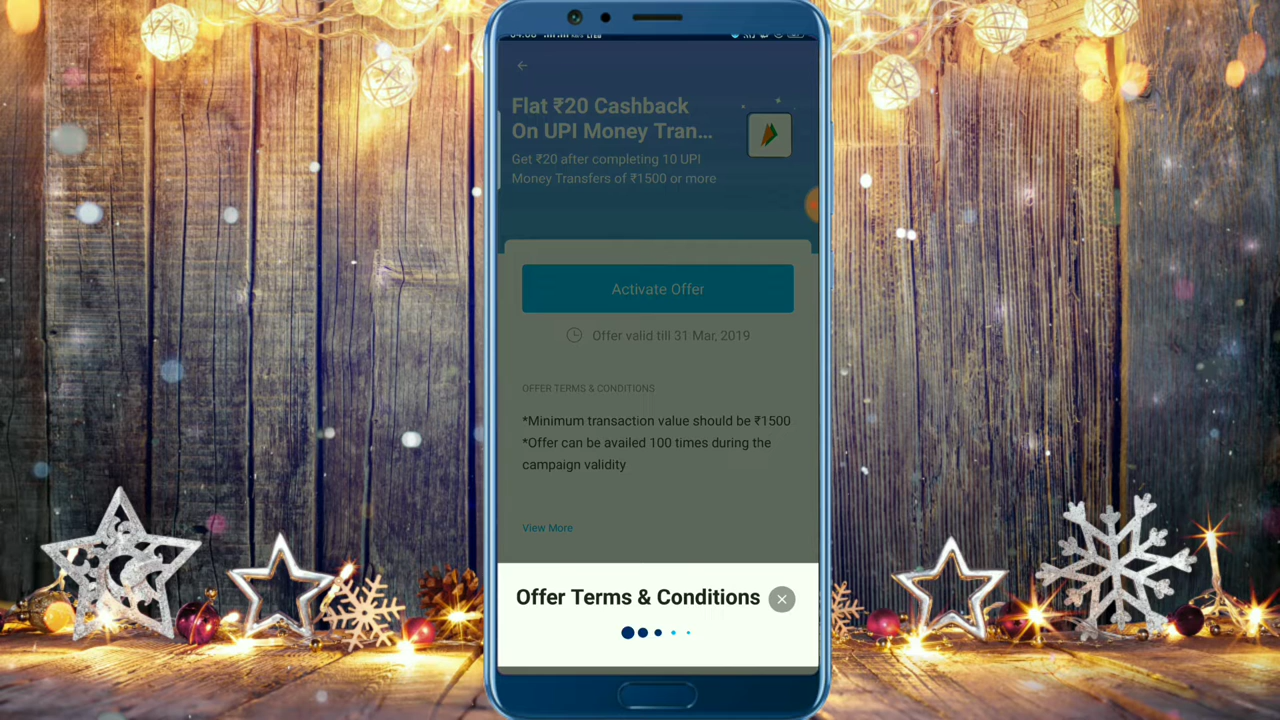 Flat ₹20 Cashback
On UPI Money Tran...
Get ₹20 after completing 10 UPI
Money Transfers of ₹1500 or more
Activate Offer
Offer valid till 31 Mar, 2019
OFFER TERMS & CONDITIONS
*Minimum transaction value should be ₹1500
*Offer can be availed 100 times during the
campaign validity
View More
Offer Terms & Conditions